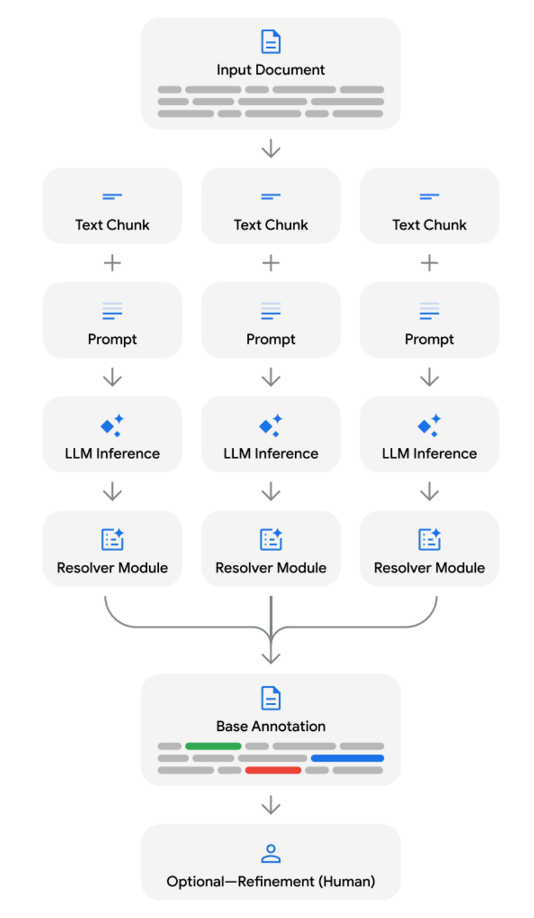 Input Document
Text Chunk
Text Chunk
Text Chunk
Prompt
Prompt
Prompt
LLM Inference
LLM Inference
LLM Inference
Resolver Module
Resolver Module
Resolver Module
Base Annotation
Optional—Refinement (Human)